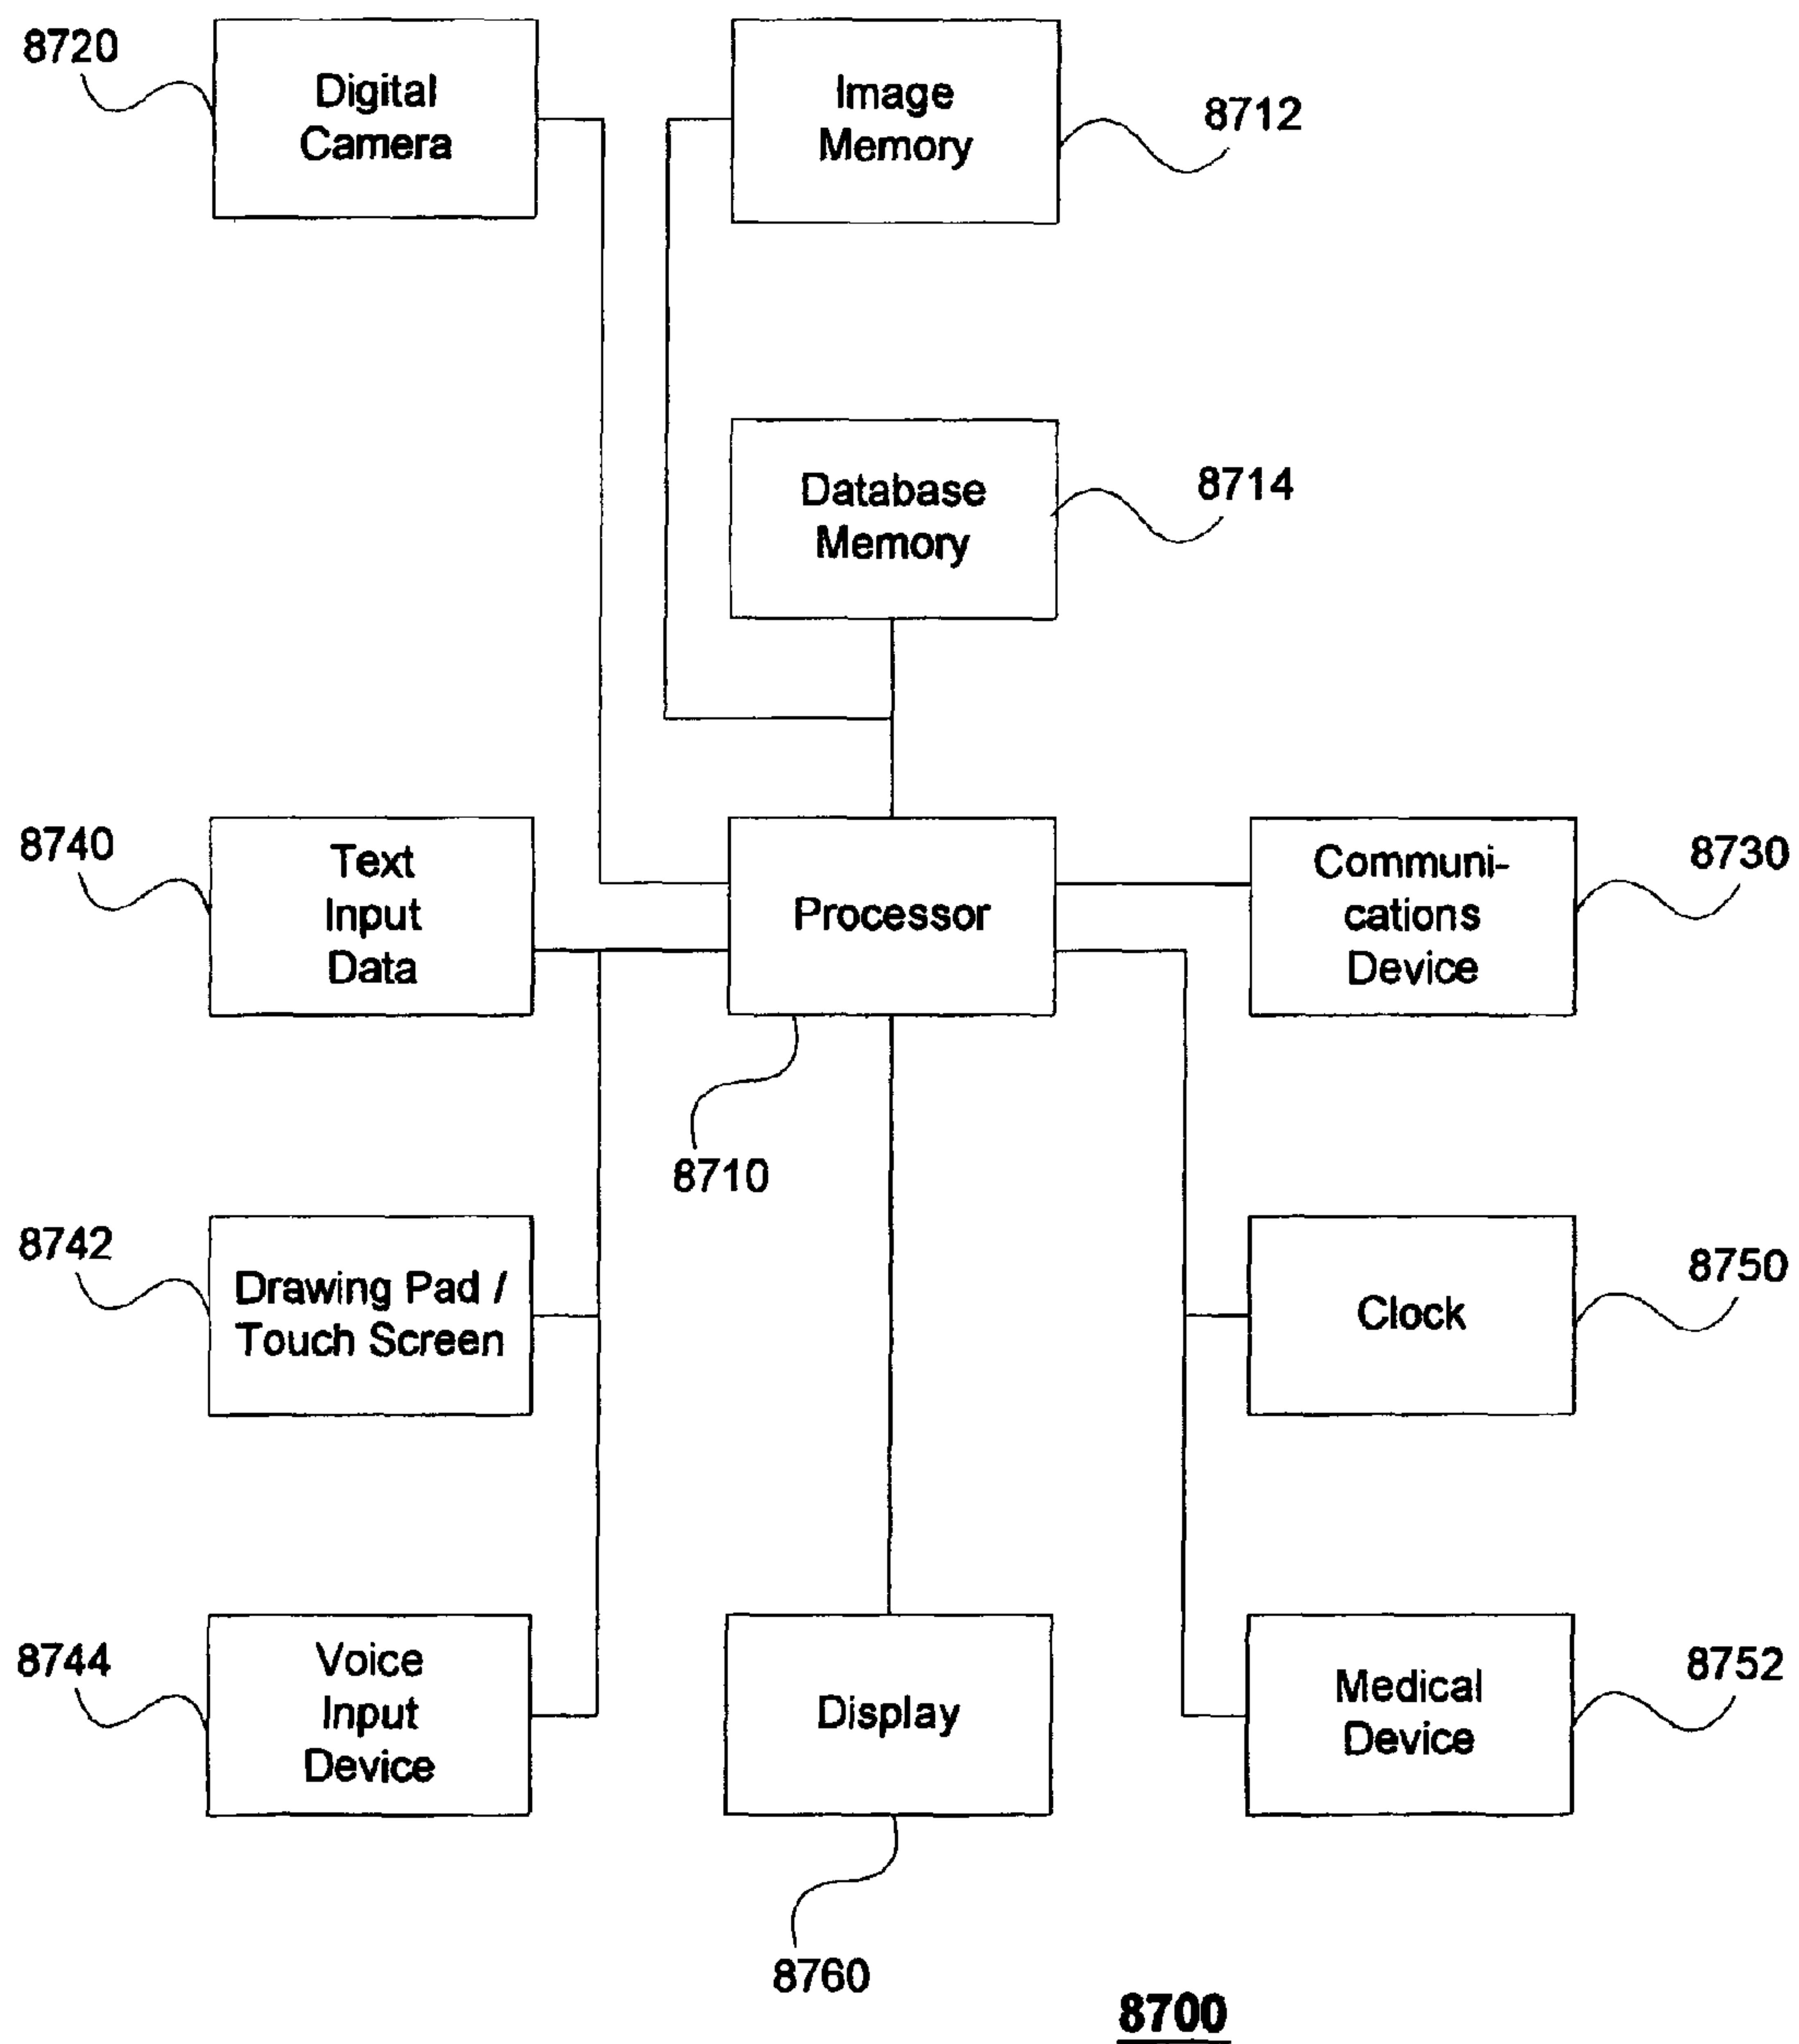 8720
Digital
Camera
Image
Memory
8712
Database
Memory
8714
8740
Text
Input
Data
Processor
8710
Communi-
cations
Device
8730
8742
Drawing Pad /
Touch Screen
Clock
8750
8744
Voice
Input
Device
Display
8760
Medical
Device
8752
8700